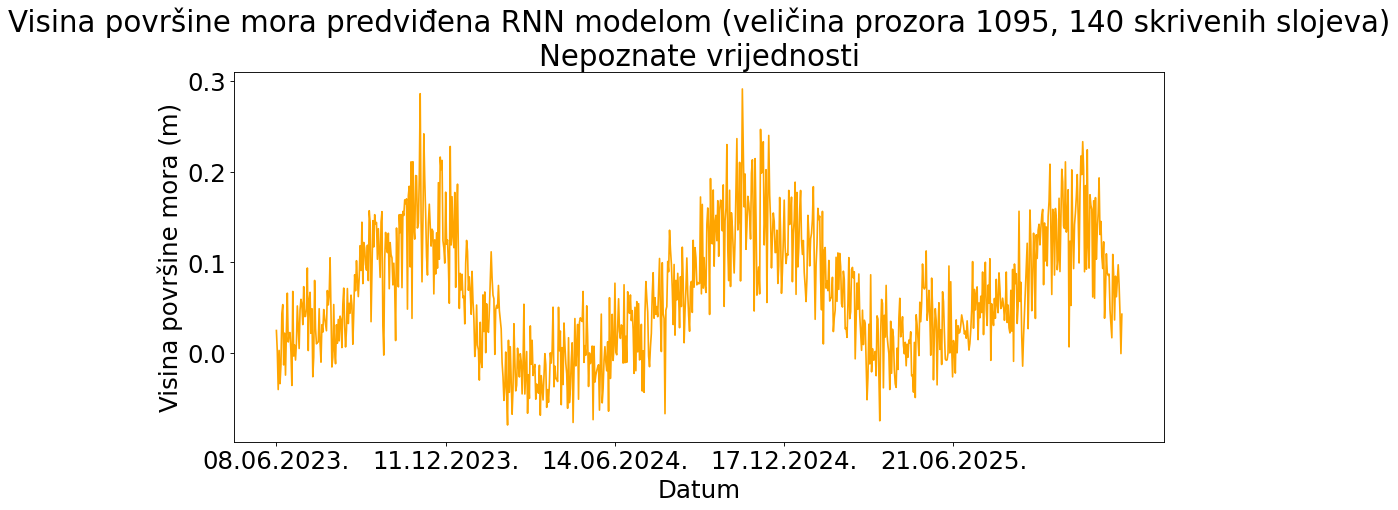 Visina površine mora predviđena RNN modelom (veličina prozora 1095, 140 skrivenih slojeva)
Nepoznate vrijednosti
Visina površine mora (m)
0.3
0.2
0.1
0.0
08.06.2023. 11.12.2023. 14.06.2024. 17.12.2024. 21.06.2025.
Datum